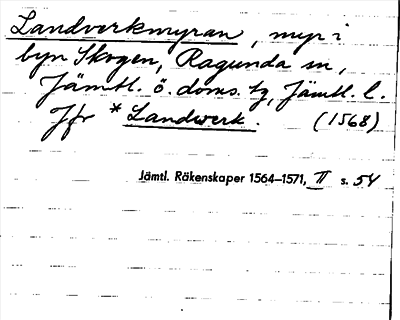 Landverkmyran, myr i
byn Skogen, Ragunda sn,
Jämtl. ö. doms. tg, Jämtl. l.
Jfr *Landwerk. (1568)
Jämtl. Räkenskaper 1564–1571, II s. 54